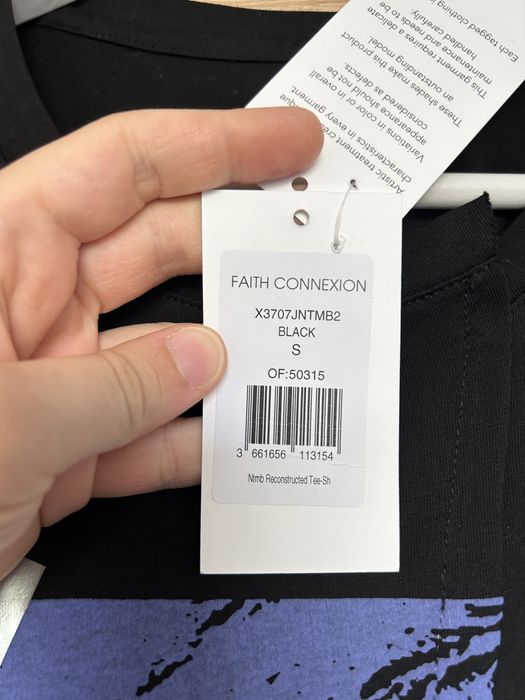 Artistic treatment
characteristics in every garment.
Variations in color or in overall
appearance should not be
considered as defects.
These shades make this product
an outstanding model.
This garment requires a delicate
maintenance and needs to be
handled carefully.
Each tagged clothing
FAITH CONNEXION
X3707JNTMB2
BLACK
S
OF:50315
3 661656 113154
Ntmb Reconstructed Tee-Sh